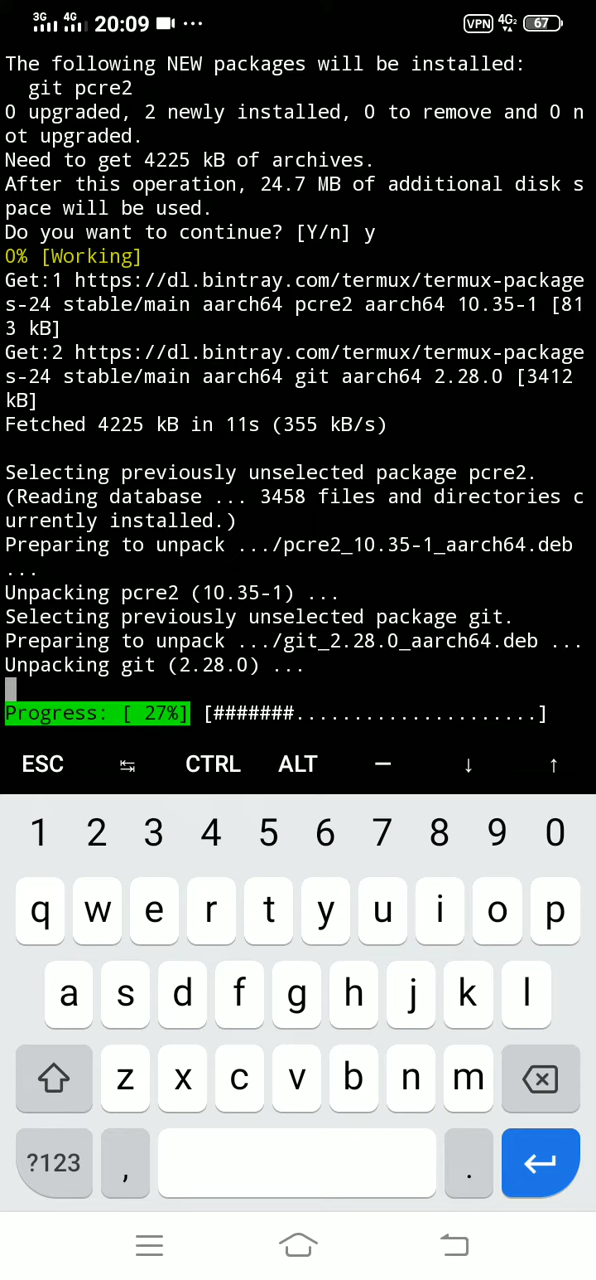 3G 4G 20:09 ··· VPN 4G2 67
The following NEW packages will be installed:
  git pcre2
0 upgraded, 2 newly installed, 0 to remove and 0 n
ot upgraded.
Need to get 4225 kB of archives.
After this operation, 24.7 MB of additional disk s
pace will be used.
Do you want to continue? [Y/n] y
0% [Working]
Get:1 https://dl.bintray.com/termux/termux-package
s-24 stable/main aarch64 pcre2 aarch64 10.35-1 [81
3 kB]
Get:2 https://dl.bintray.com/termux/termux-package
s-24 stable/main aarch64 git aarch64 2.28.0 [3412
kB]
Fetched 4225 kB in 11s (355 kB/s)
Selecting previously unselected package pcre2.
(Reading database ... 3458 files and directories c
urrently installed.)
Preparing to unpack .../pcre2_10.35-1_aarch64.deb
...
Unpacking pcre2 (10.35-1) ...
Selecting previously unselected package git.
Preparing to unpack .../git_2.28.0_aarch64.deb ...
Unpacking git (2.28.0) ...
Progress: [ 27%] [#######.....................]
ESC ↹ CTRL ALT — ↓ ↑
1 2 3 4 5 6 7 8 9 0
q w e r t y u i o p
a s d f g h j k l
z x c v b n m
?123 , .